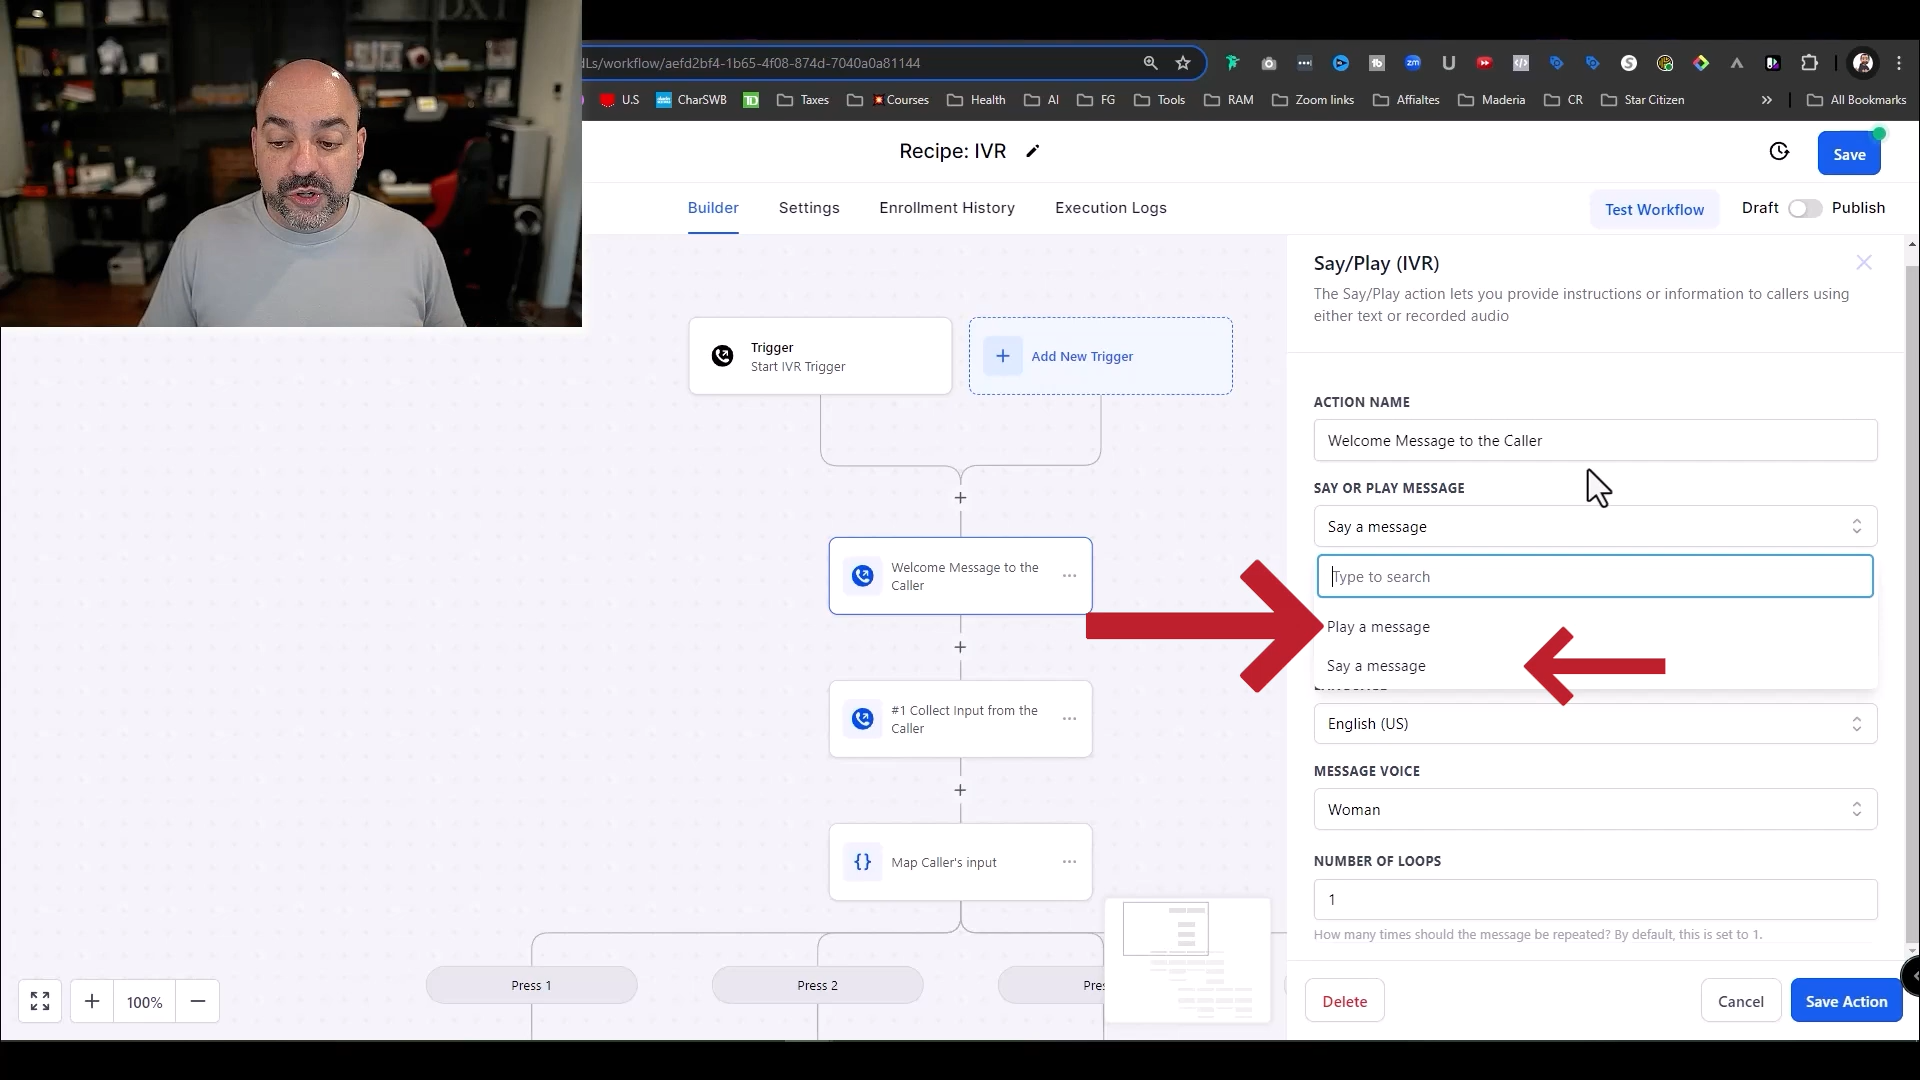 DXT
dLs/workflow/aefd2bf4-1b65-4f08-874d-7040a0a81144
zm
U
S
U.S
CharSWB
TD
Taxes
Courses
Health
AI
FG
Tools
RAM
Zoom links
Affialtes
Maderia
CR
Star Citizen
»
All Bookmarks
Recipe: IVR
Save
Builder
Settings
Enrollment History
Execution Logs
Test Workflow
Draft
Publish
Say/Play (IVR)
The Say/Play action lets you provide instructions or information to callers using
either text or recorded audio
Trigger
Start IVR Trigger
Add New Trigger
ACTION NAME
Welcome Message to the Caller
SAY OR PLAY MESSAGE
Say a message
Type to search
Play a message
Say a message
LANGUAGE
English (US)
MESSAGE VOICE
Woman
NUMBER OF LOOPS
1
How many times should the message be repeated? By default, this is set to 1.
Welcome Message to the
Caller
#1 Collect Input from the
Caller
Map Caller's input
Press 1
Press 2
Pres
100%
Delete
Cancel
Save Action